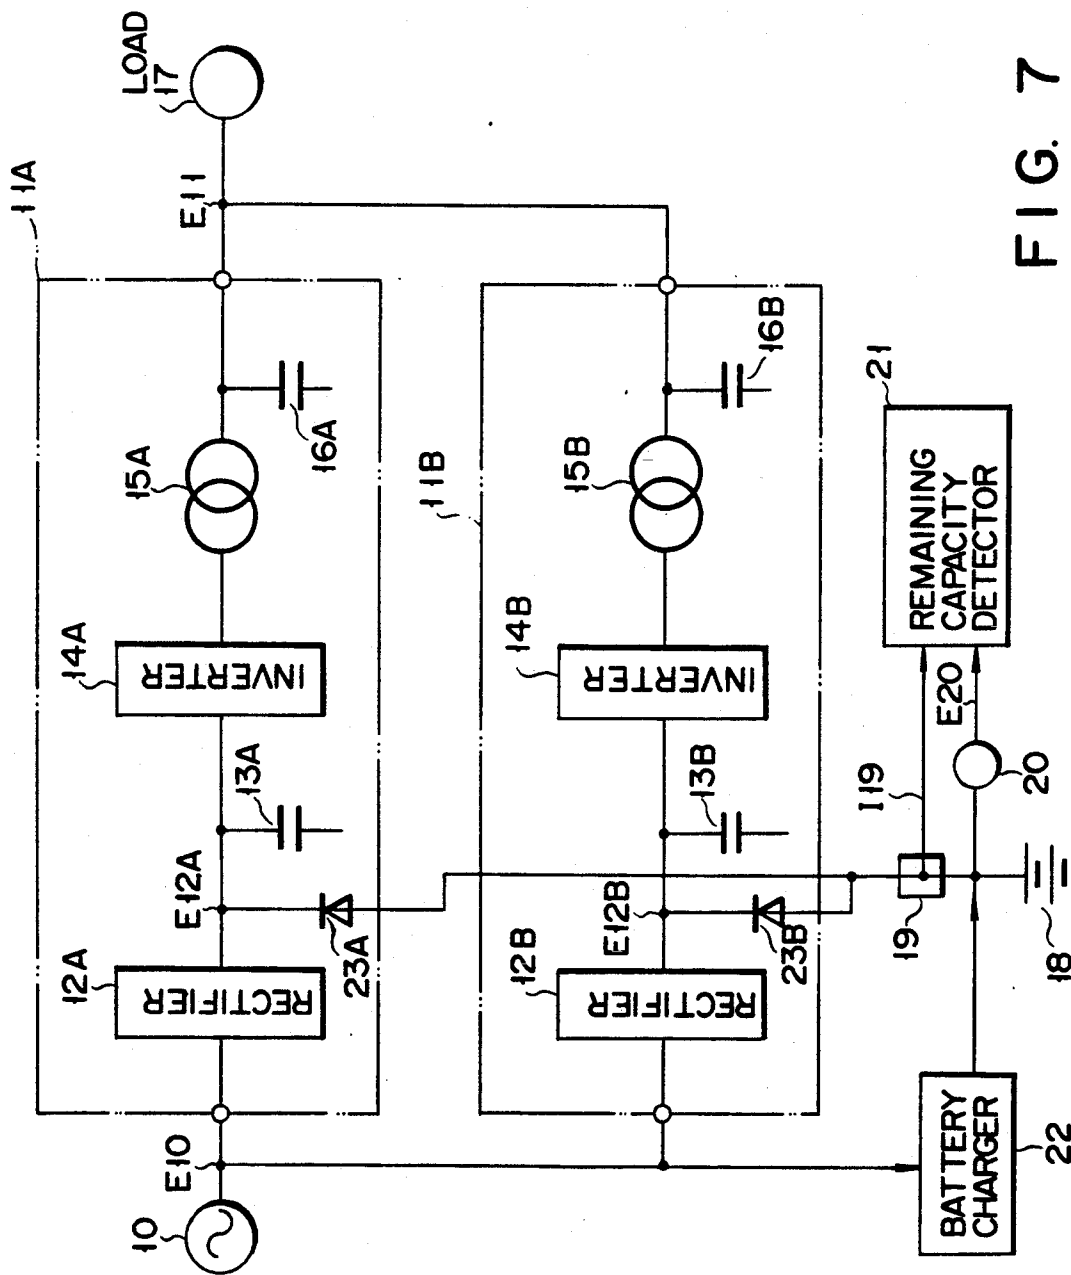 11A
LOAD
17
E11
16A
15A
14A
INVERTER
13A
E12A
23A
12A
RECTIFIER
E10
10
11B
16B
15B
14B
INVERTER
13B
E12B
23B
12B
RECTIFIER
21
REMAINING
CAPACITY
DETECTOR
I19
E20
20
19
18
BATTERY
CHARGER
22
FIG. 7